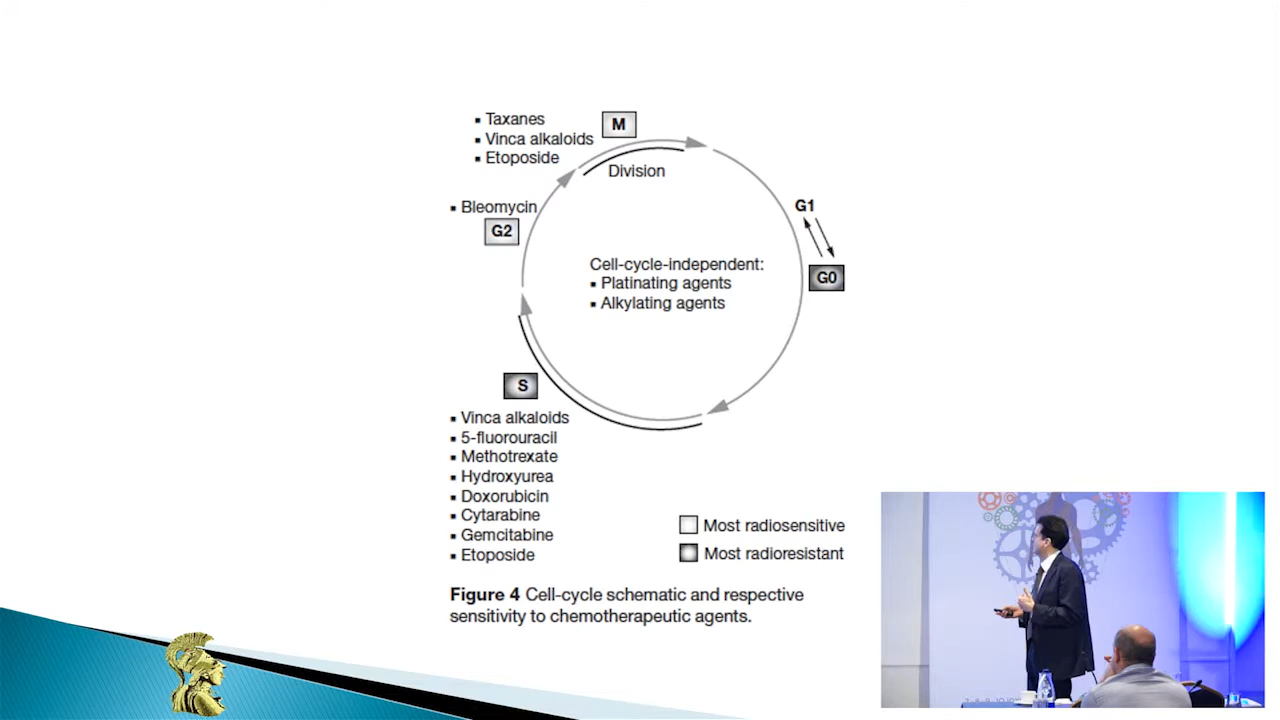 ▪ Taxanes
▪ Vinca alkaloids
▪ Etoposide
M
Division
▪ Bleomycin
G2
G1
G0
Cell-cycle-independent:
▪ Platinating agents
▪ Alkylating agents
S
▪ Vinca alkaloids
▪ 5-fluorouracil
▪ Methotrexate
▪ Hydroxyurea
▪ Doxorubicin
▪ Cytarabine
▪ Gemcitabine
▪ Etoposide
Most radiosensitive
Most radioresistant
Figure 4 Cell-cycle schematic and respective
sensitivity to chemotherapeutic agents.